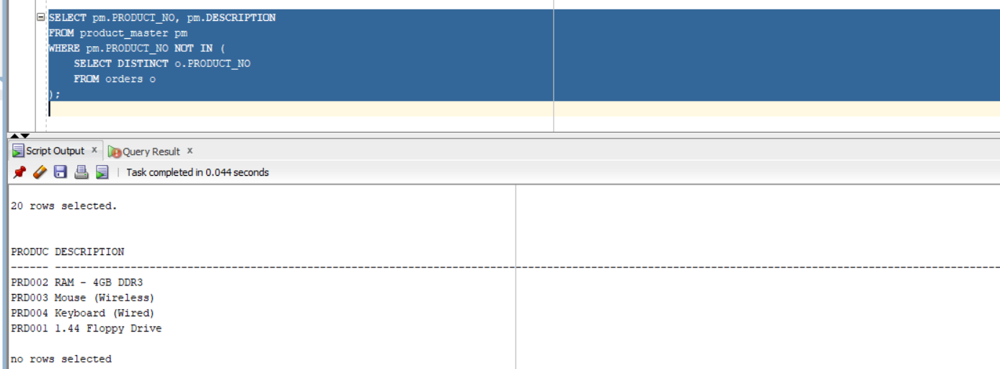 SELECT pm.PRODUCT_NO, pm.DESCRIPTION
FROM product_master pm
WHERE pm.PRODUCT_NO NOT IN (
    SELECT DISTINCT o.PRODUCT_NO
    FROM orders o
);
Script Output x Query Result x
Task completed in 0.044 seconds
20 rows selected.
PRODUC DESCRIPTION
------ ----------------------------------------------------------------------------------------------------
PRD002 RAM - 4GB DDR3
PRD003 Mouse (Wireless)
PRD004 Keyboard (Wired)
PRD001 1.44 Floppy Drive
no rows selected